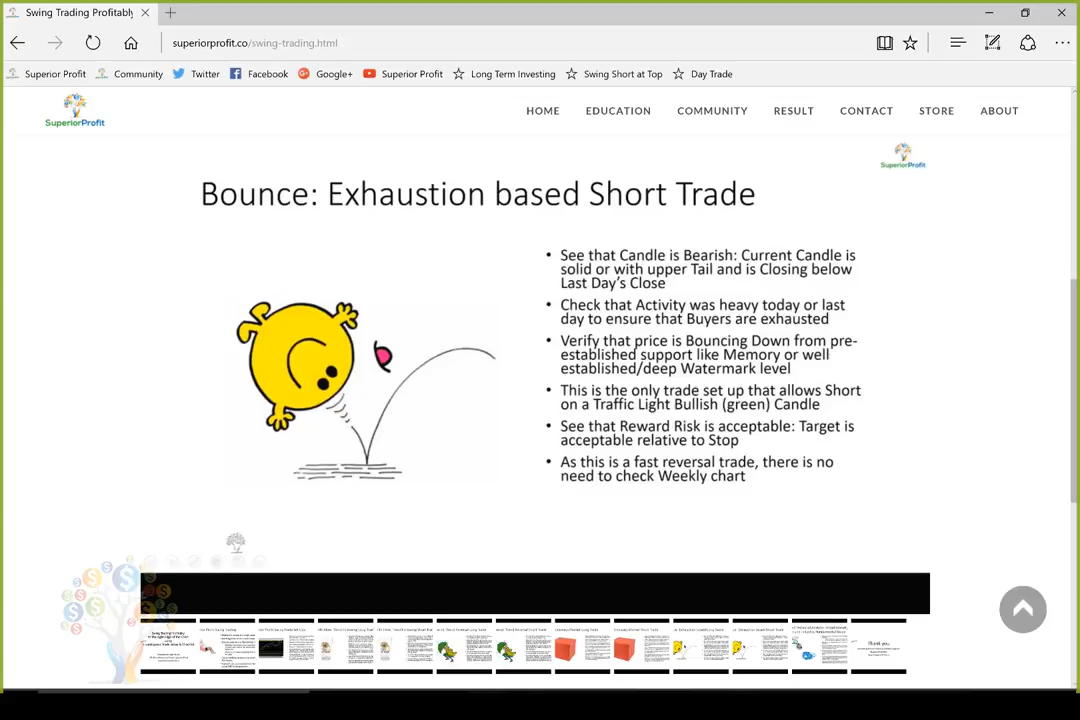 Swing Trading Profitably
superiorprofit.co/swing-trading.html
Superior Profit Community Twitter Facebook Google+ Superior Profit Long Term Investing Swing Short at Top Day Trade
SuperiorProfit
HOME EDUCATION COMMUNITY RESULT CONTACT STORE ABOUT
SuperiorProfit
Bounce: Exhaustion based Short Trade
• See that Candle is Bearish: Current Candle is
solid or with upper Tail and is Closing below
Last Day's Close
• Check that Activity was heavy today or last
day to ensure that Buyers are exhausted
• Verify that price is Bouncing Down from pre-
established support like Memory or well
established/deep Watermark level
• This is the only trade set up that allows Short
on a Traffic Light Bullish (green) Candle
• See that Reward Risk is acceptable: Target is
acceptable relative to Stop
• As this is a fast reversal trade, there is no
need to check Weekly chart
Thank you